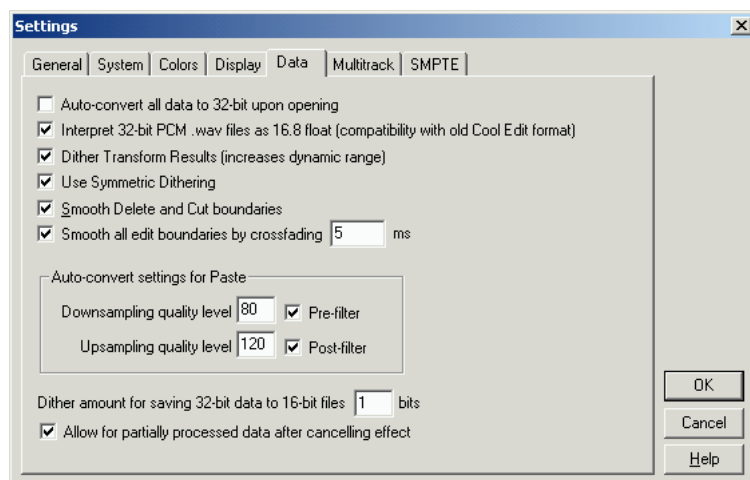 Settings
General System Colors Display Data Multitrack SMPTE
Auto-convert all data to 32-bit upon opening
Interpret 32-bit PCM .wav files as 16.8 float (compatibility with old Cool Edit format)
Dither Transform Results (increases dynamic range)
Use Symmetric Dithering
Smooth Delete and Cut boundaries
Smooth all edit boundaries by crossfading 5 ms
Auto-convert settings for Paste
Downsampling quality level 80 Pre-filter
Upsampling quality level 120 Post-filter
Dither amount for saving 32-bit data to 16-bit files 1 bits
Allow for partially processed data after cancelling effect
OK
Cancel
Help